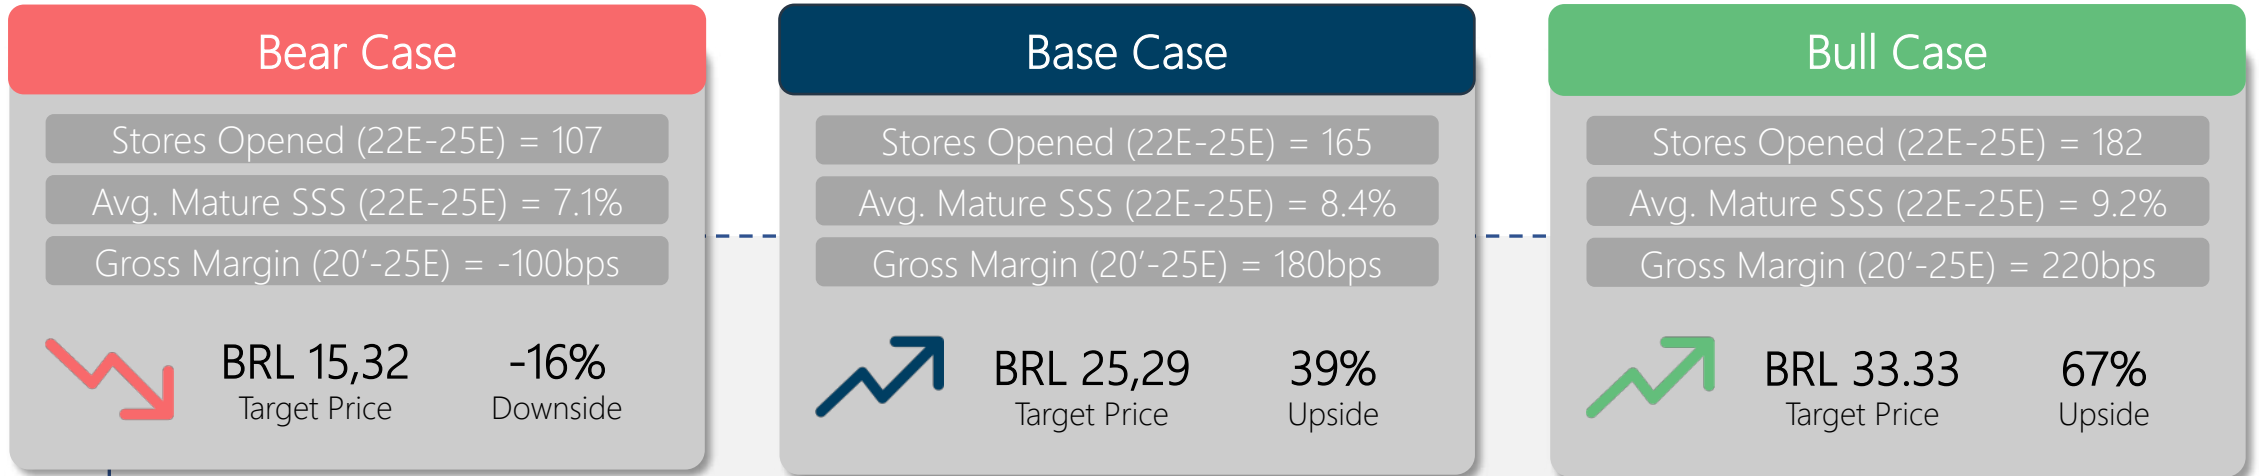 Bear Case
Stores Opened (22E-25E) = 107
Avg. Mature SSS (22E-25E) = 7.1%
Gross Margin (20’-25E) = -100bps
BRL 15,32
Target Price
-16%
Downside
Base Case
Stores Opened (22E-25E) = 165
Avg. Mature SSS (22E-25E) = 8.4%
Gross Margin (20’-25E) = 180bps
BRL 25,29
Target Price
39%
Upside
Bull Case
Stores Opened (22E-25E) = 182
Avg. Mature SSS (22E-25E) = 9.2%
Gross Margin (20’-25E) = 220bps
BRL 33.33
Target Price
67%
Upside